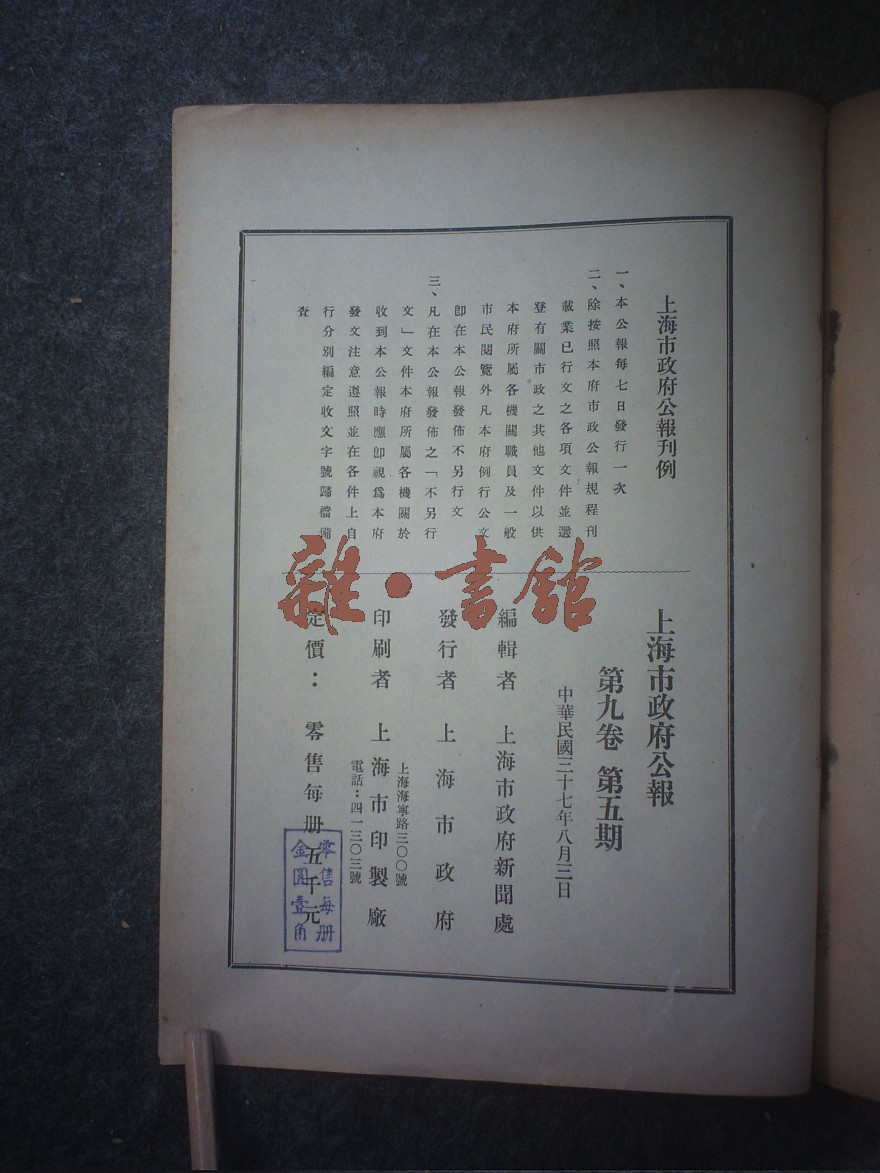 上海市政府公報刊例
一、本公報每七日發行一次
二、除按照本府市政公報規程刊
載業已行文之各項文件並選
登有關市政之其他文件以供
本府所屬各機關職員及一般
市民閱覽外凡本府例行公文
卽在本公報發佈不另行文
三、凡在本公報發佈之「不另行
文」文件本府所屬各機關於
收到本公報時應卽視爲本府
發文注意遵照並在各件上自
行分別編定收文字號歸檔備
查
上海市政府公報
第九卷 第五期
中華民國三十七年八月三日
編輯者 上海市政府新聞處
發行者 上海市政府
印刷者 上海市印製廠
上海海寧路三〇〇號
電話：四一三〇三號
定價： 零售每册五千元
零售每册
金圓壹角
雜·書館